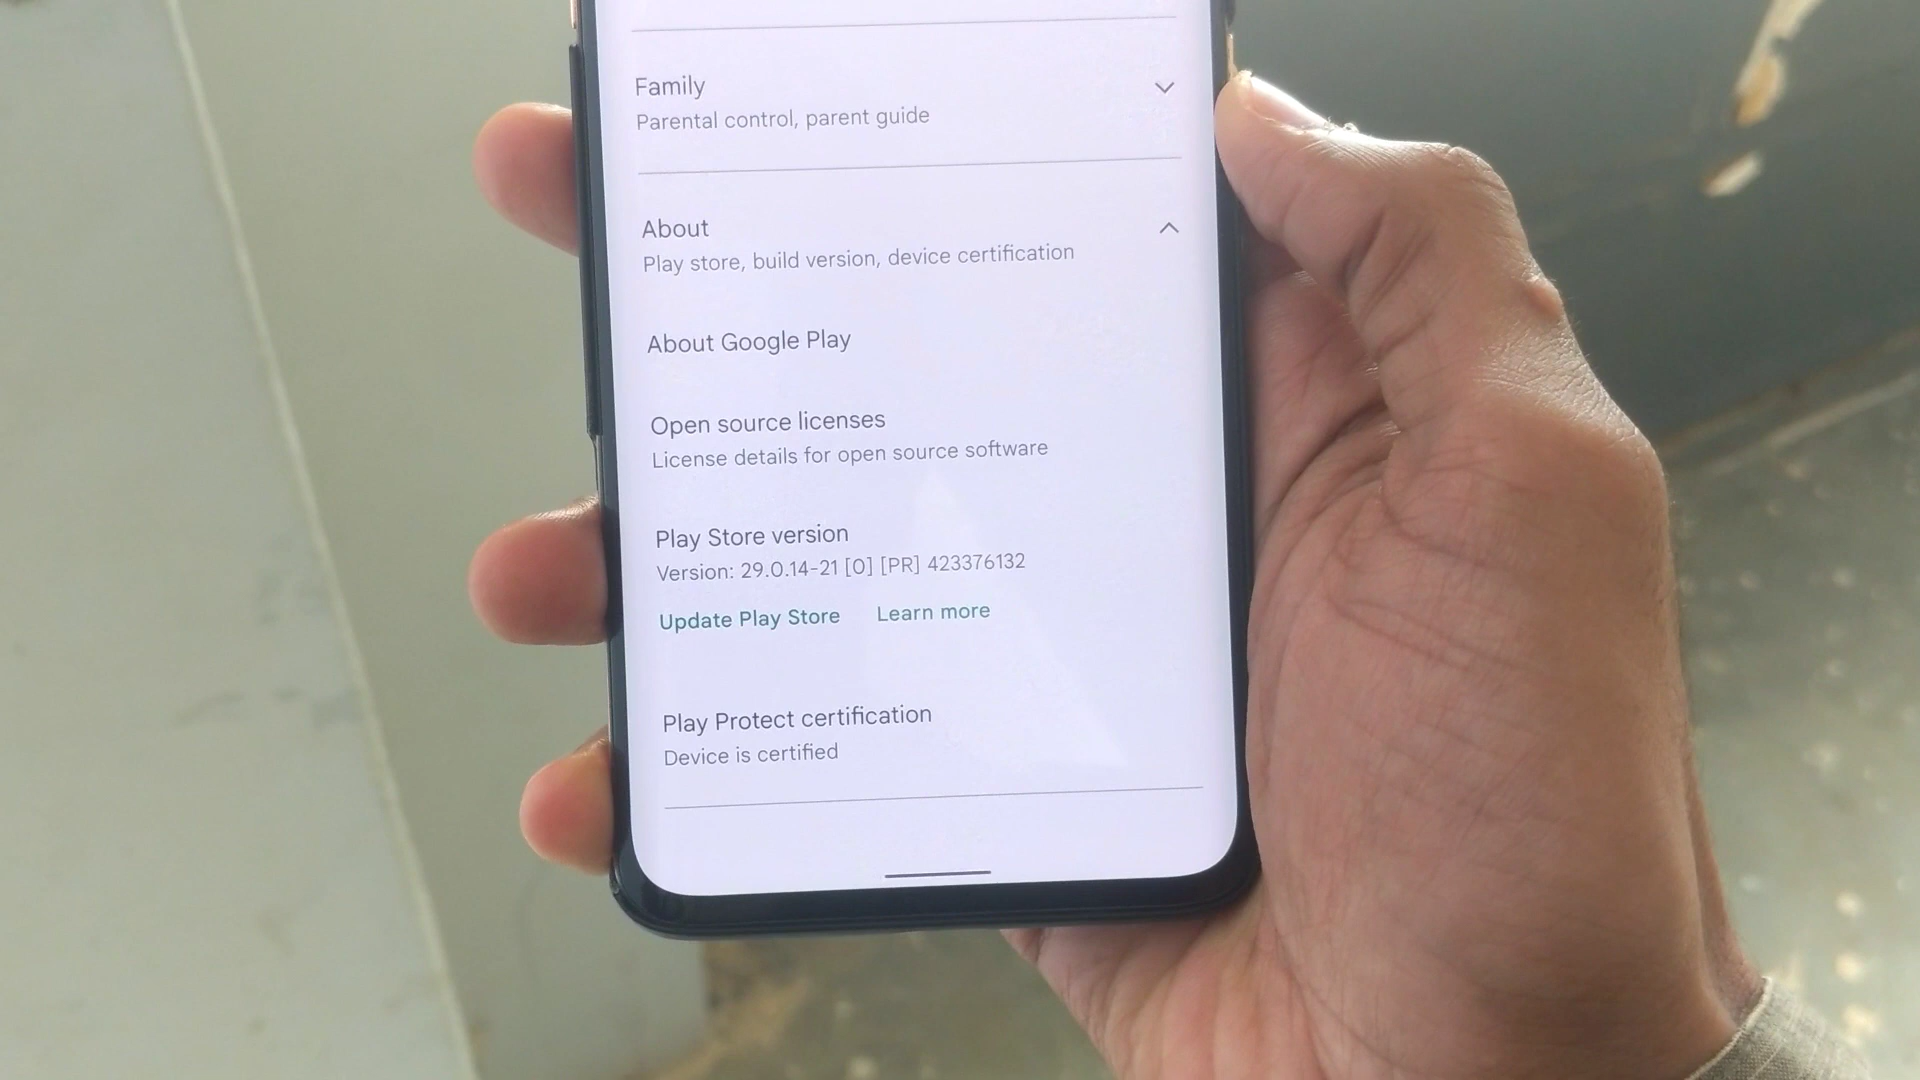 Family
Parental control, parent guide
About
Play store, build version, device certification
About Google Play
Open source licenses
License details for open source software
Play Store version
Version: 29.0.14-21 [0] [PR] 423376132
Update Play Store Learn more
Play Protect certification
Device is certified